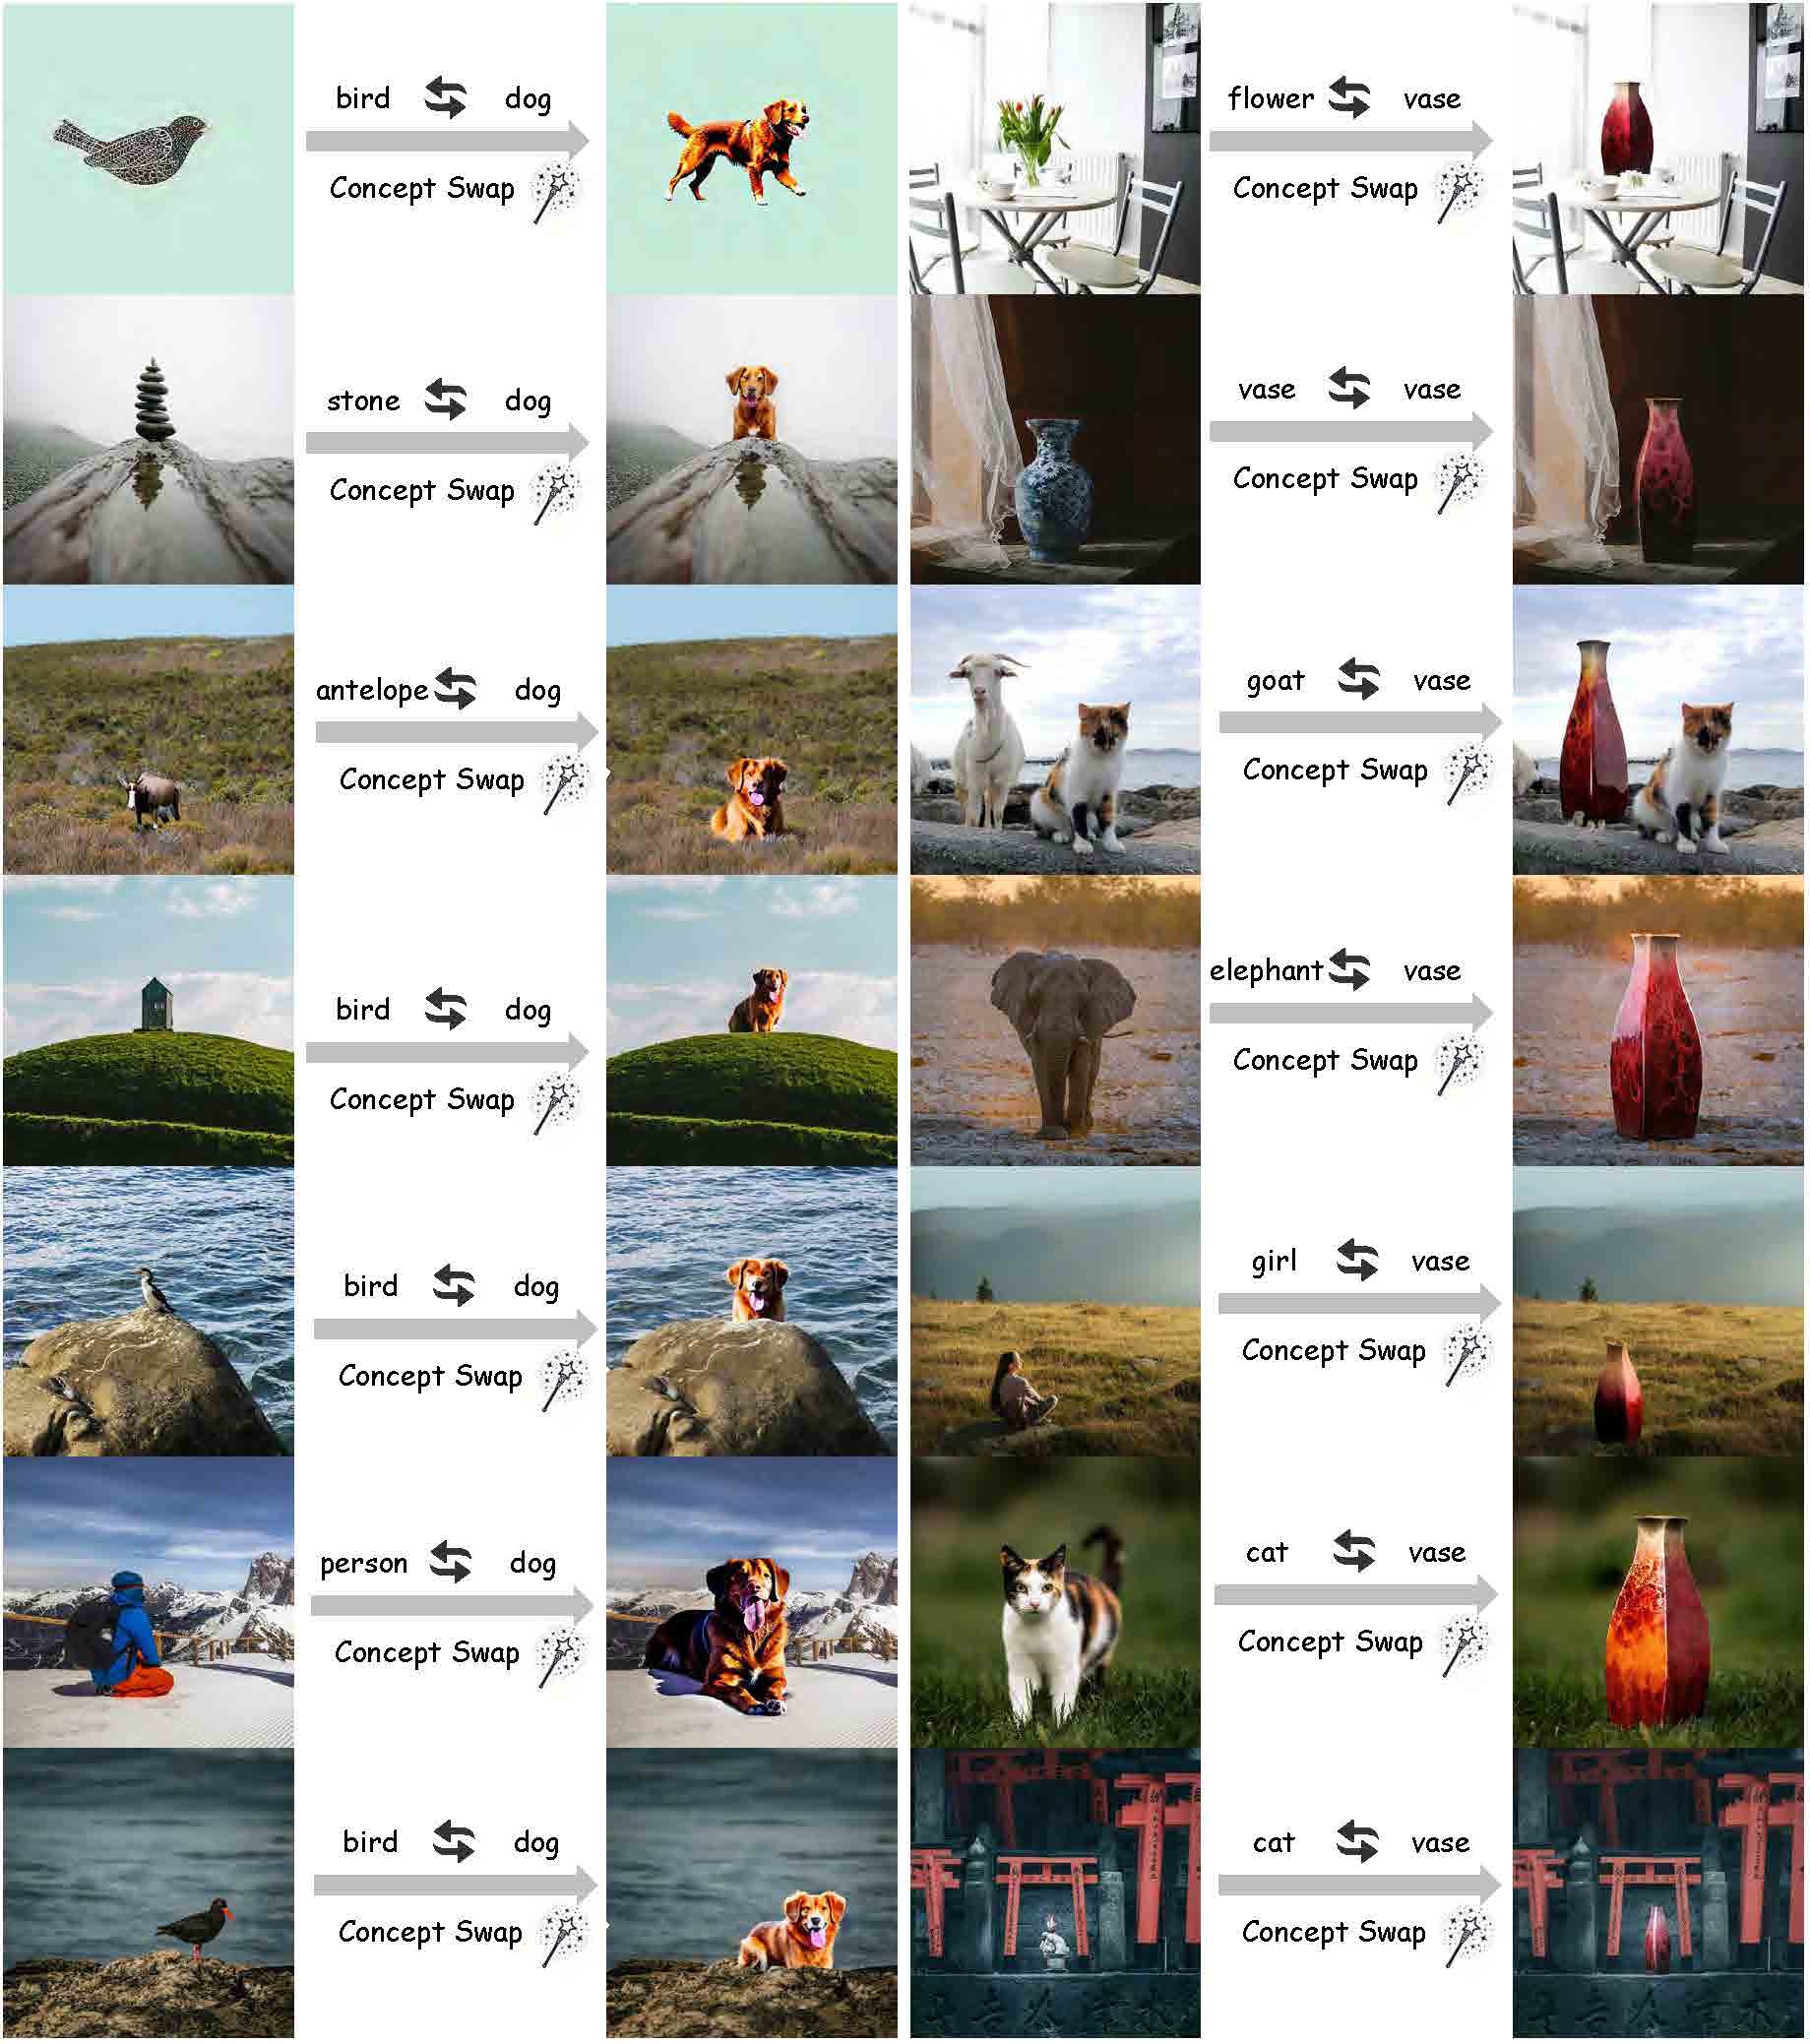 bird dog
Concept Swap
flower vase
Concept Swap
stone dog
Concept Swap
vase vase
Concept Swap
antelope dog
Concept Swap
goat vase
Concept Swap
bird dog
Concept Swap
elephant vase
Concept Swap
bird dog
Concept Swap
girl vase
Concept Swap
person dog
Concept Swap
cat vase
Concept Swap
bird dog
Concept Swap
cat vase
Concept Swap